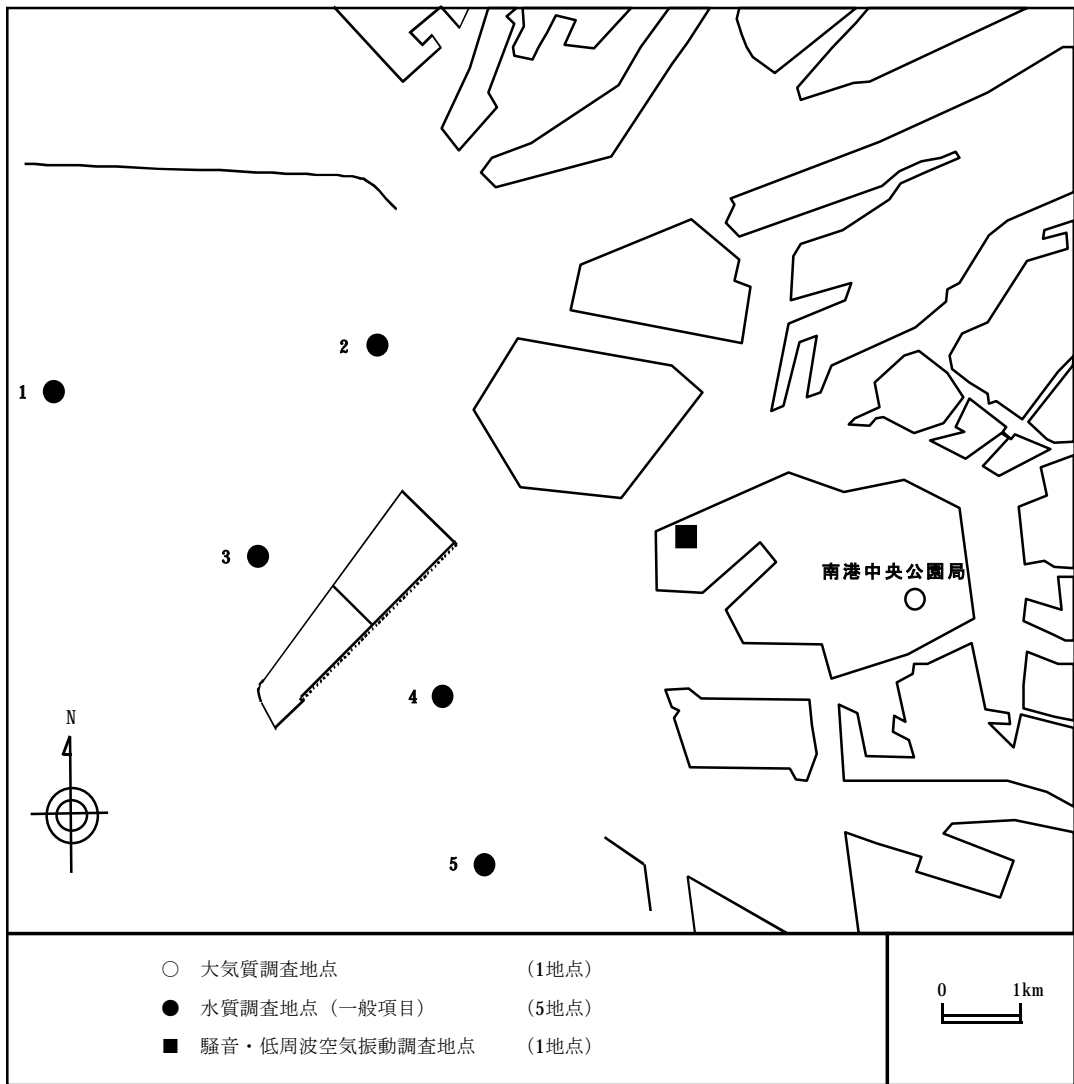 2
1
3
南港中央公園局
4
N
5
○ 大気質調査地点 （1地点）
● 水質調査地点（一般項目） （5地点）
■ 騒音・低周波空気振動調査地点 （1地点）
0 1km